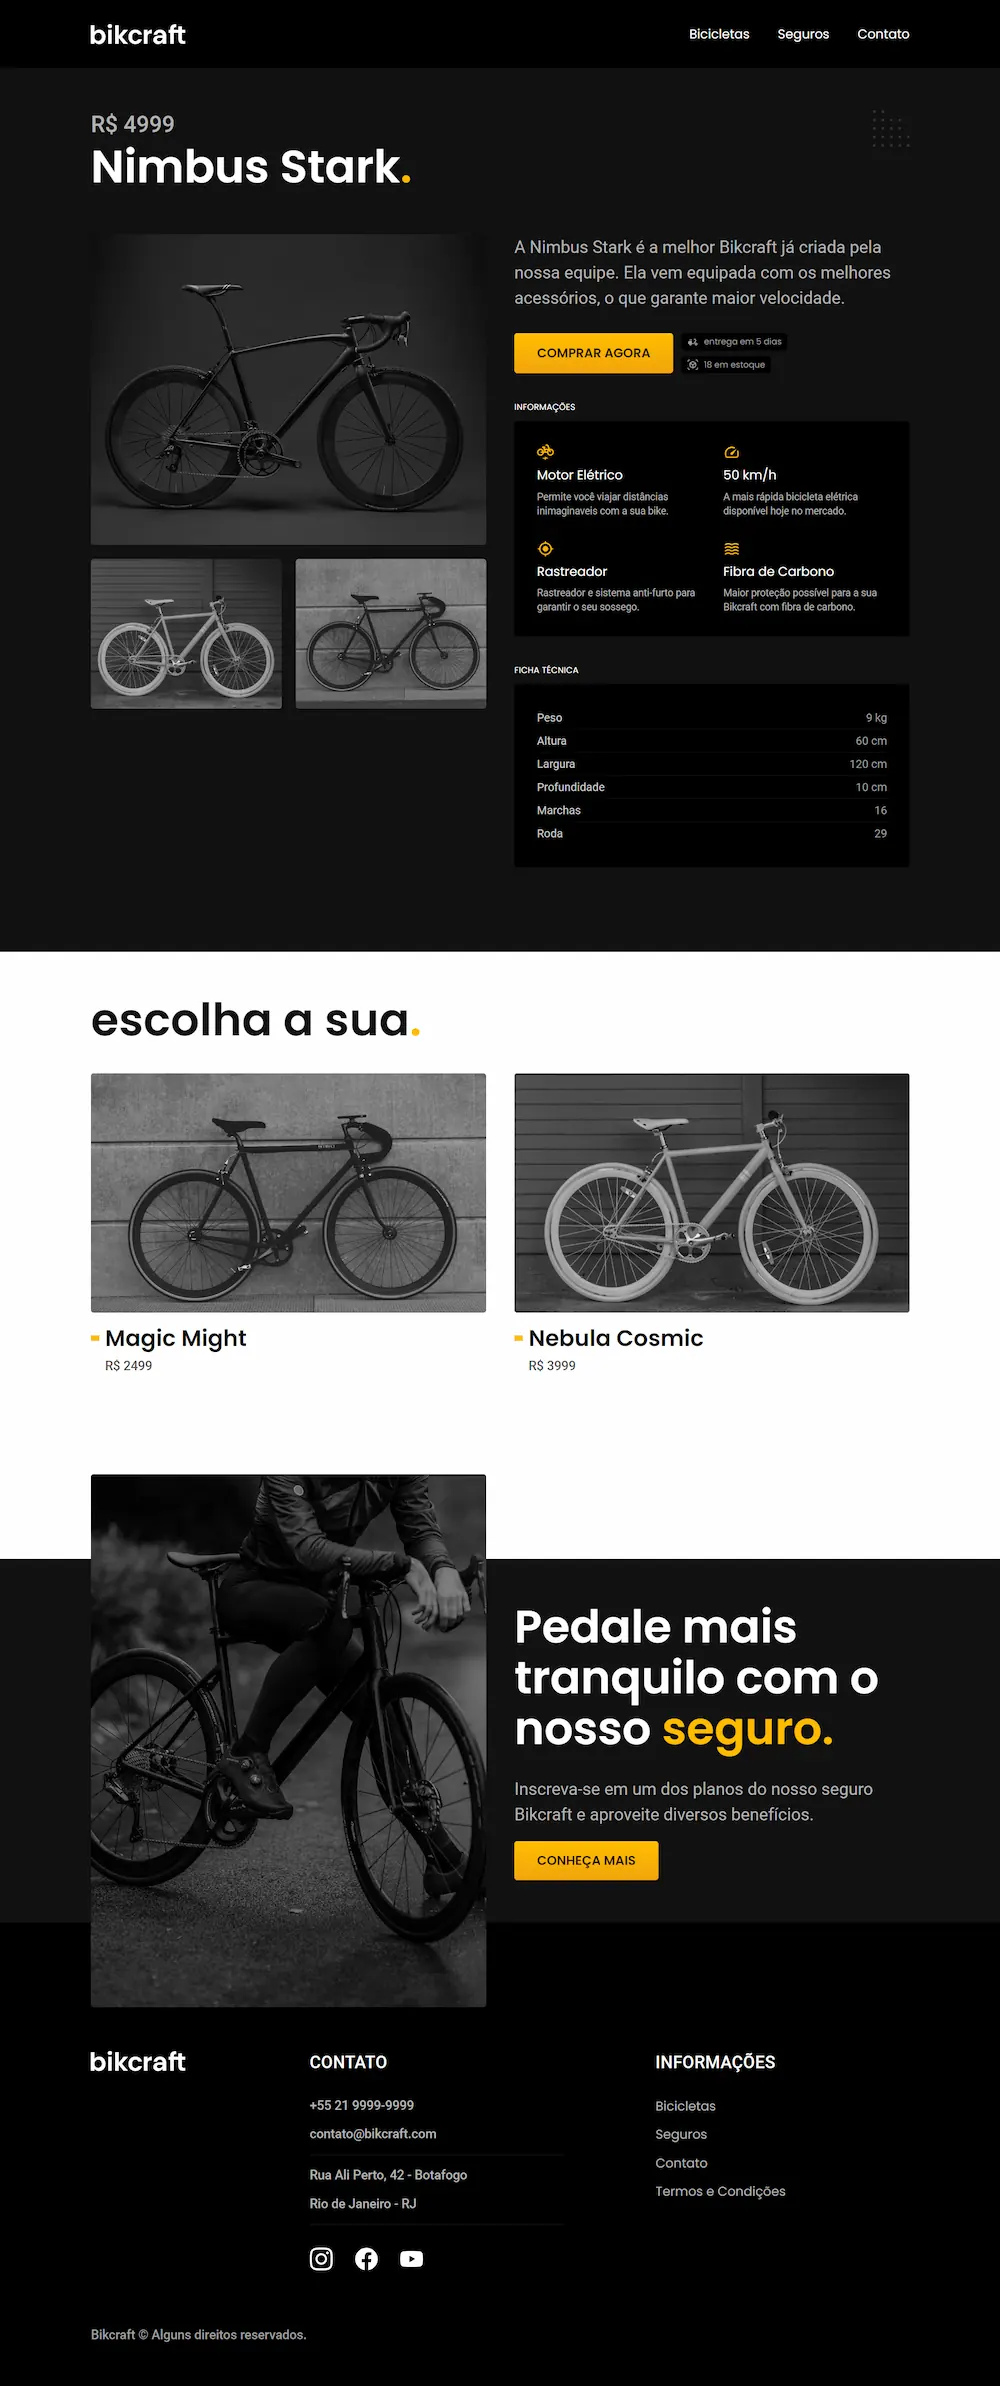 bikcraft
Bicicletas
Seguros
Contato
R$ 4999
Nimbus Stark.
A Nimbus Stark é a melhor Bikcraft já criada pela
nossa equipe. Ela vem equipada com os melhores
acessórios, o que garante maior velocidade.
COMPRAR AGORA
entrega em 5 dias
18 em estoque
INFORMAÇÕES
Motor Elétrico
Permite você viajar distâncias
inimaginaveis com a sua bike.
50 km/h
A mais rápida bicicleta elétrica
disponível hoje no mercado.
Rastreador
Rastreador e sistema anti-furto para
garantir o seu sossego.
Fibra de Carbono
Maior proteção possível para a sua
Bikcraft com fibra de carbono.
FICHA TÉCNICA
Peso 9 kg
Altura 60 cm
Largura 120 cm
Profundidade 10 cm
Marchas 16
Roda 29
escolha a sua.
Magic Might
R$ 2499
Nebula Cosmic
R$ 3999
Pedale mais
tranquilo com o
nosso seguro.
Inscreva-se em um dos planos do nosso seguro
Bikcraft e aproveite diversos benefícios.
CONHEÇA MAIS
bikcraft
CONTATO
+55 21 9999-9999
contato@bikcraft.com
Rua Ali Perto, 42 - Botafogo
Rio de Janeiro - RJ
INFORMAÇÕES
Bicicletas
Seguros
Contato
Termos e Condições
Bikcraft © Alguns direitos reservados.